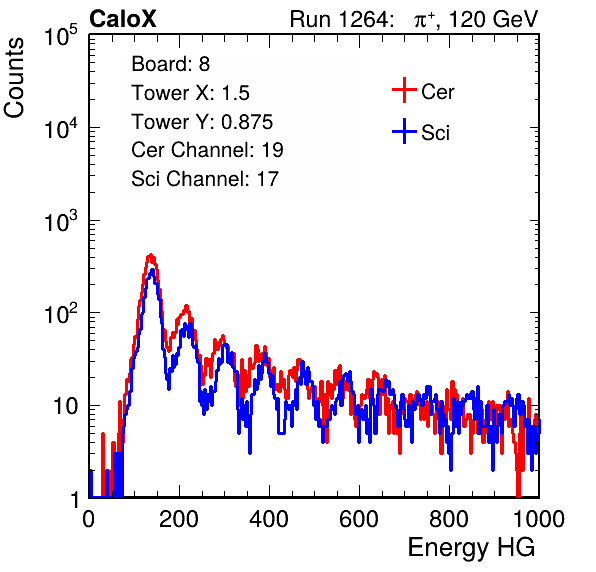 CaloX Run 1264: π⁺, 120 GeV
Counts
10⁵
10⁴
10³
10²
10
1
Board: 8
Tower X: 1.5
Tower Y: 0.875
Cer Channel: 19
Sci Channel: 17
Cer
Sci
0 200 400 600 800 1000
Energy HG